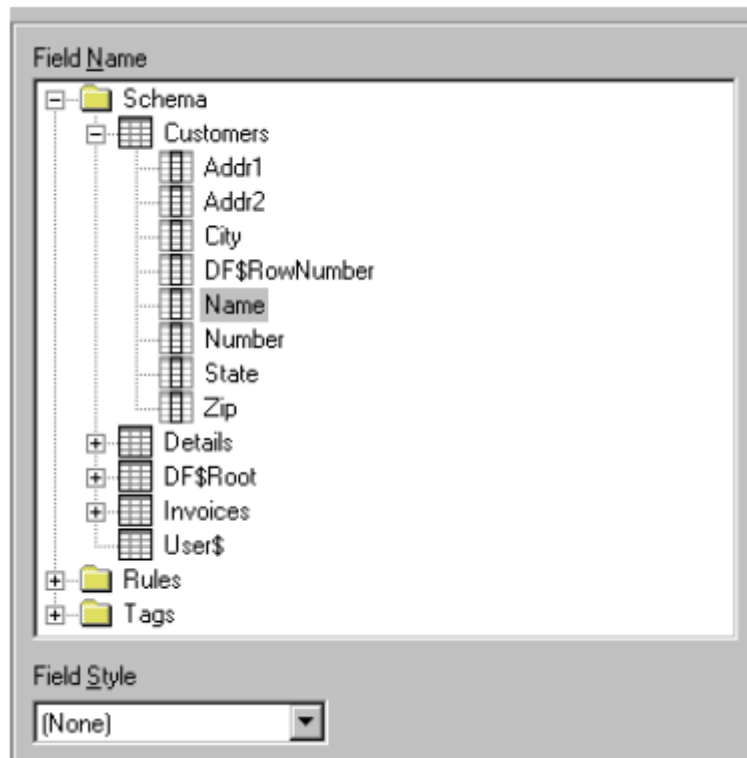 Field Name
Schema
Customers
Addr1
Addr2
City
DF$RowNumber
Name
Number
State
Zip
Details
DF$Root
Invoices
User$
Rules
Tags
Field Style
(None)